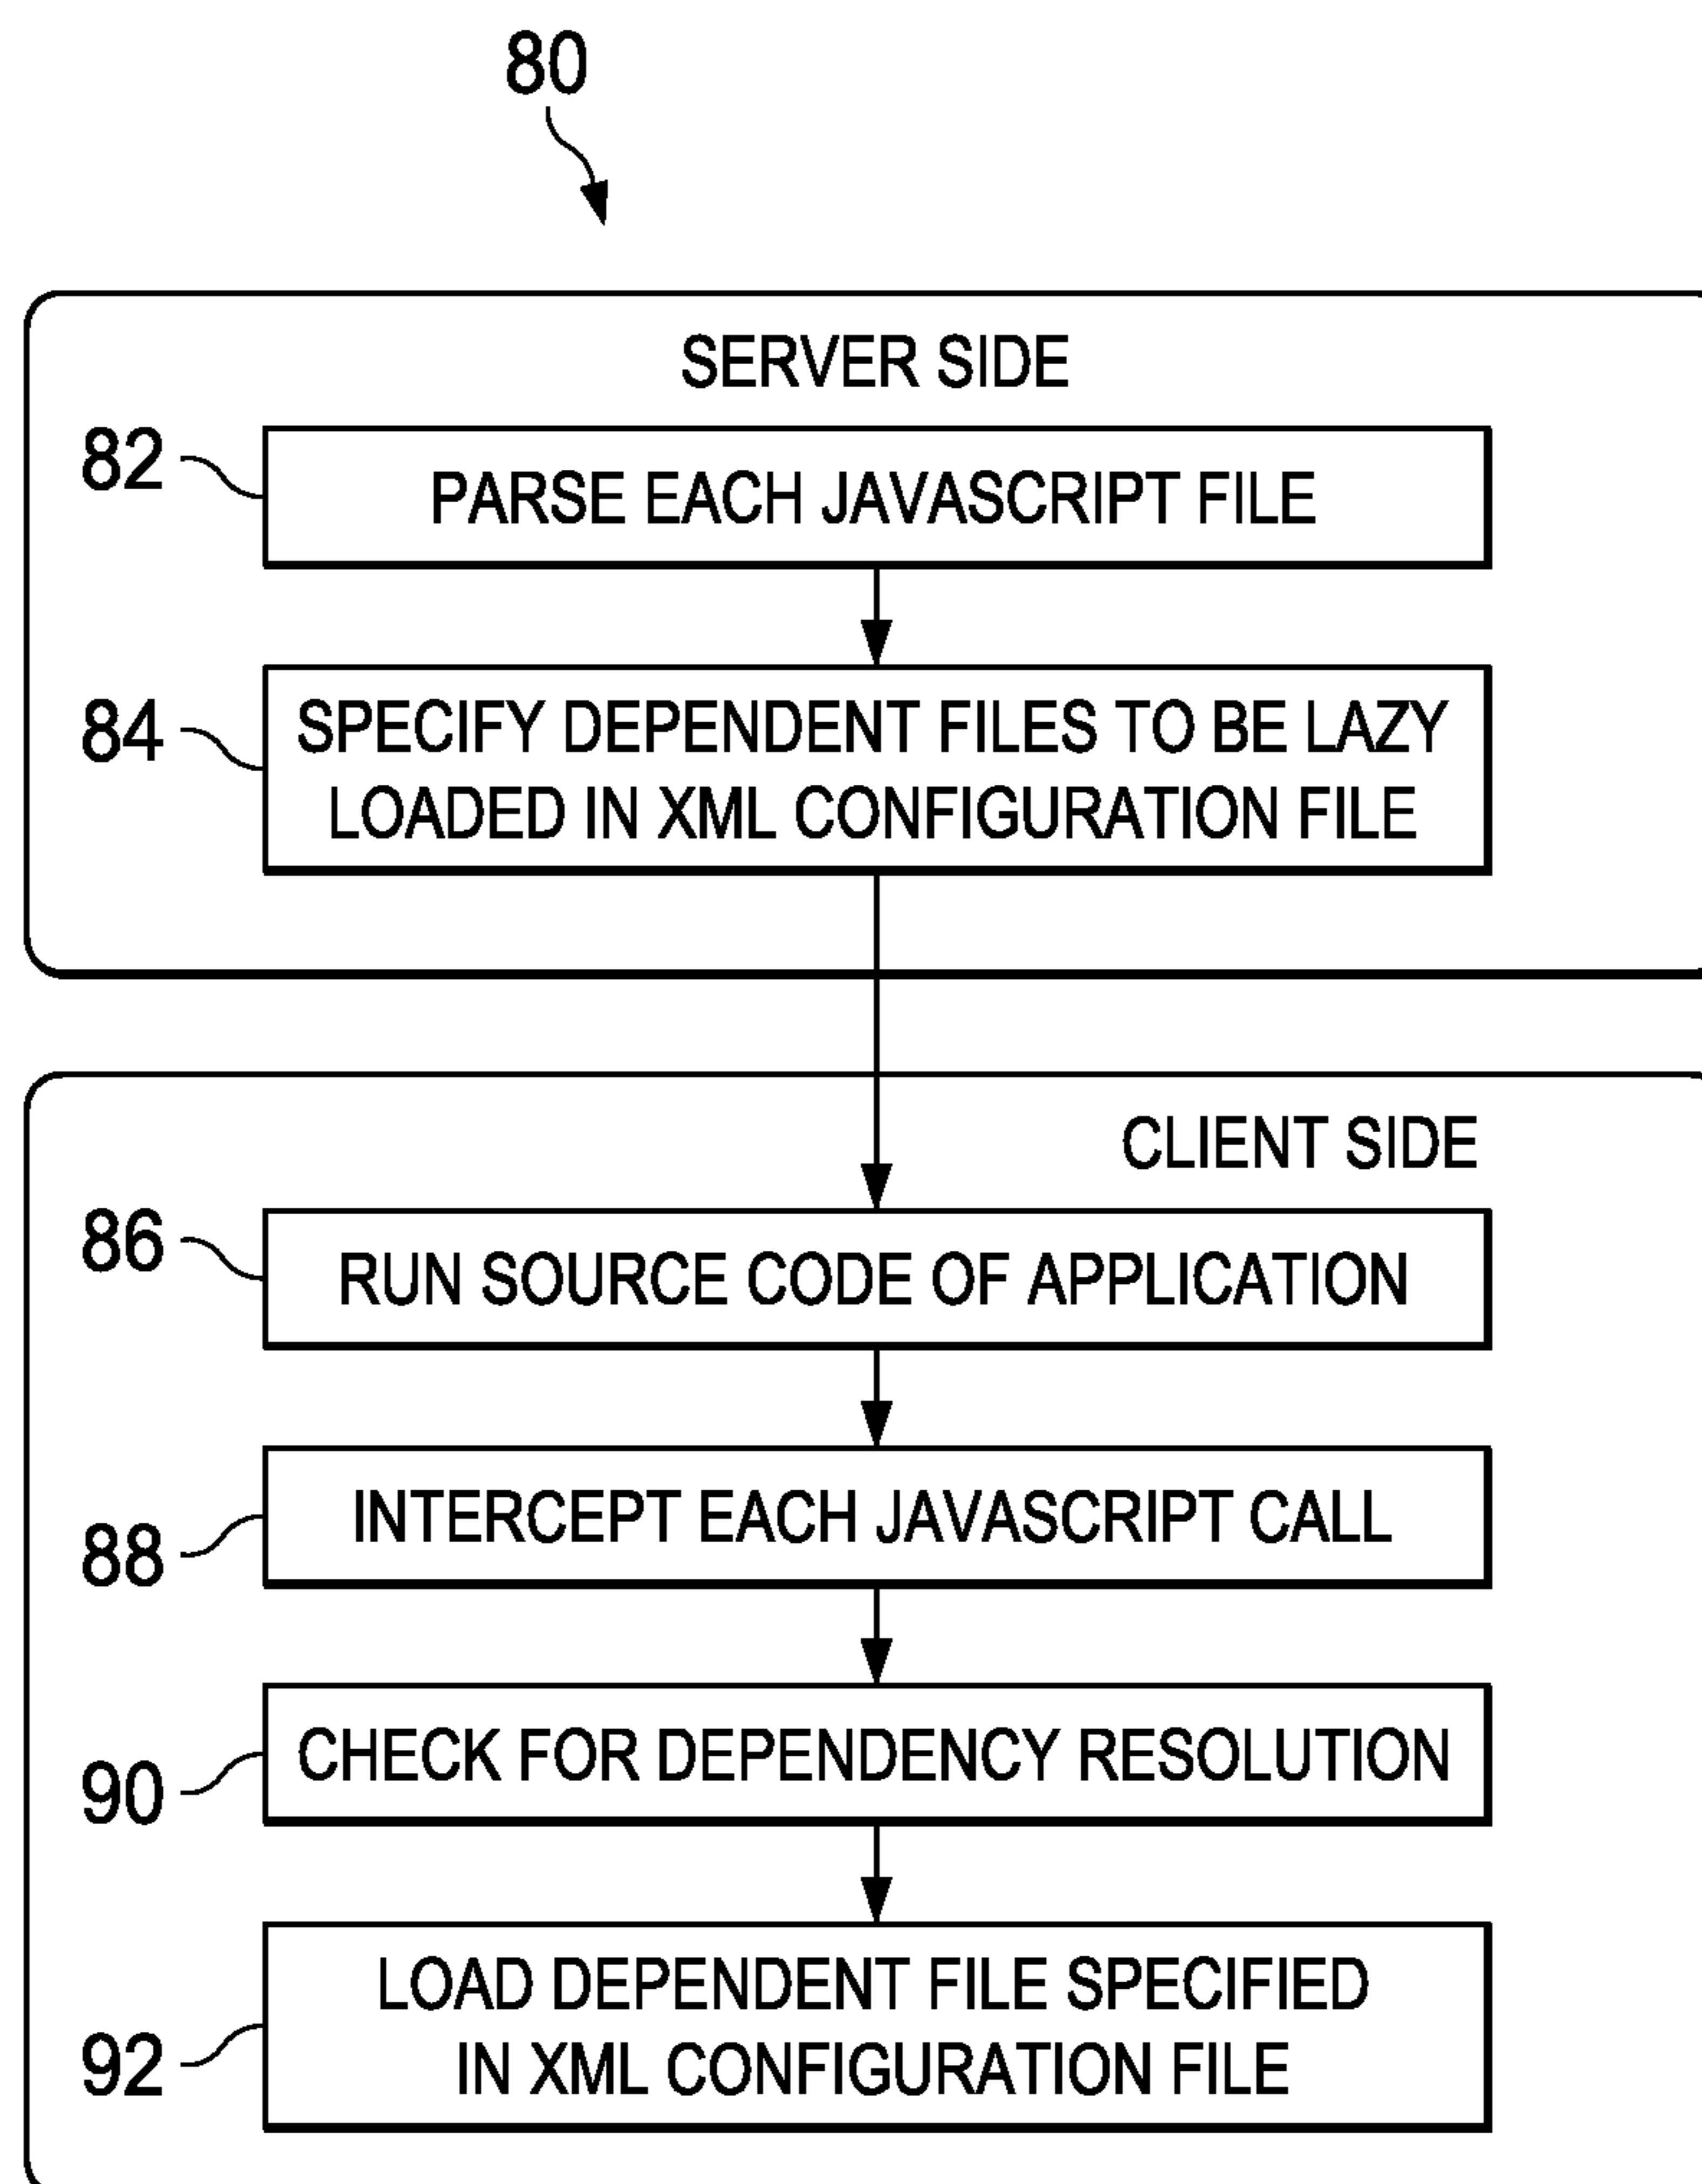 80
SERVER SIDE
82
PARSE EACH JAVASCRIPT FILE
84
SPECIFY DEPENDENT FILES TO BE LAZY
LOADED IN XML CONFIGURATION FILE
CLIENT SIDE
86
RUN SOURCE CODE OF APPLICATION
88
INTERCEPT EACH JAVASCRIPT CALL
90
CHECK FOR DEPENDENCY RESOLUTION
92
LOAD DEPENDENT FILE SPECIFIED
IN XML CONFIGURATION FILE